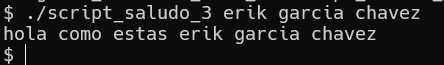 $ ./script_saludo_3 erik garcia chavez
hola como estas erik garcia chavez
$